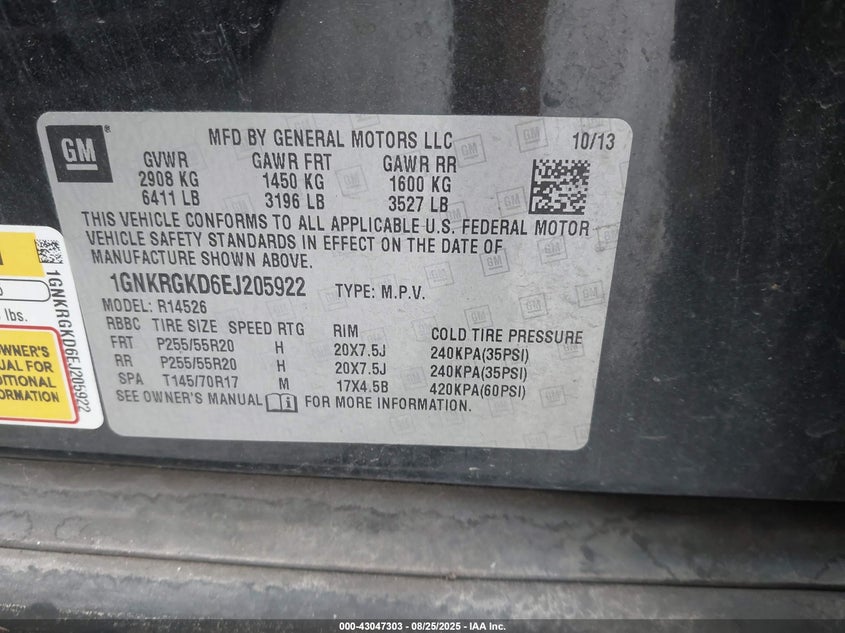 GM
MFD BY GENERAL MOTORS LLC 10/13
GVWR GAWR FRT GAWR RR
2908 KG 1450 KG 1600 KG
6411 LB 3196 LB 3527 LB
THIS VEHICLE CONFORMS TO ALL APPLICABLE U.S. FEDERAL MOTOR
VEHICLE SAFETY STANDARDS IN EFFECT ON THE DATE OF
MANUFACTURE SHOWN ABOVE.
1GNKRGKD6EJ205922 TYPE: M.P.V.
MODEL: R14526
RBBC TIRE SIZE SPEED RTG RIM COLD TIRE PRESSURE
FRT P255/55R20 H 20X7.5J 240KPA(35PSI)
RR P255/55R20 H 20X7.5J 240KPA(35PSI)
SPA T145/70R17 M 17X4.5B 420KPA(60PSI)
SEE OWNER'S MANUAL FOR MORE INFORMATION.
1GNKRGKD6EJ205922
lbs.
OWNER'S
FOR
000-43047303 - 08/25/2025 - IAA Inc.